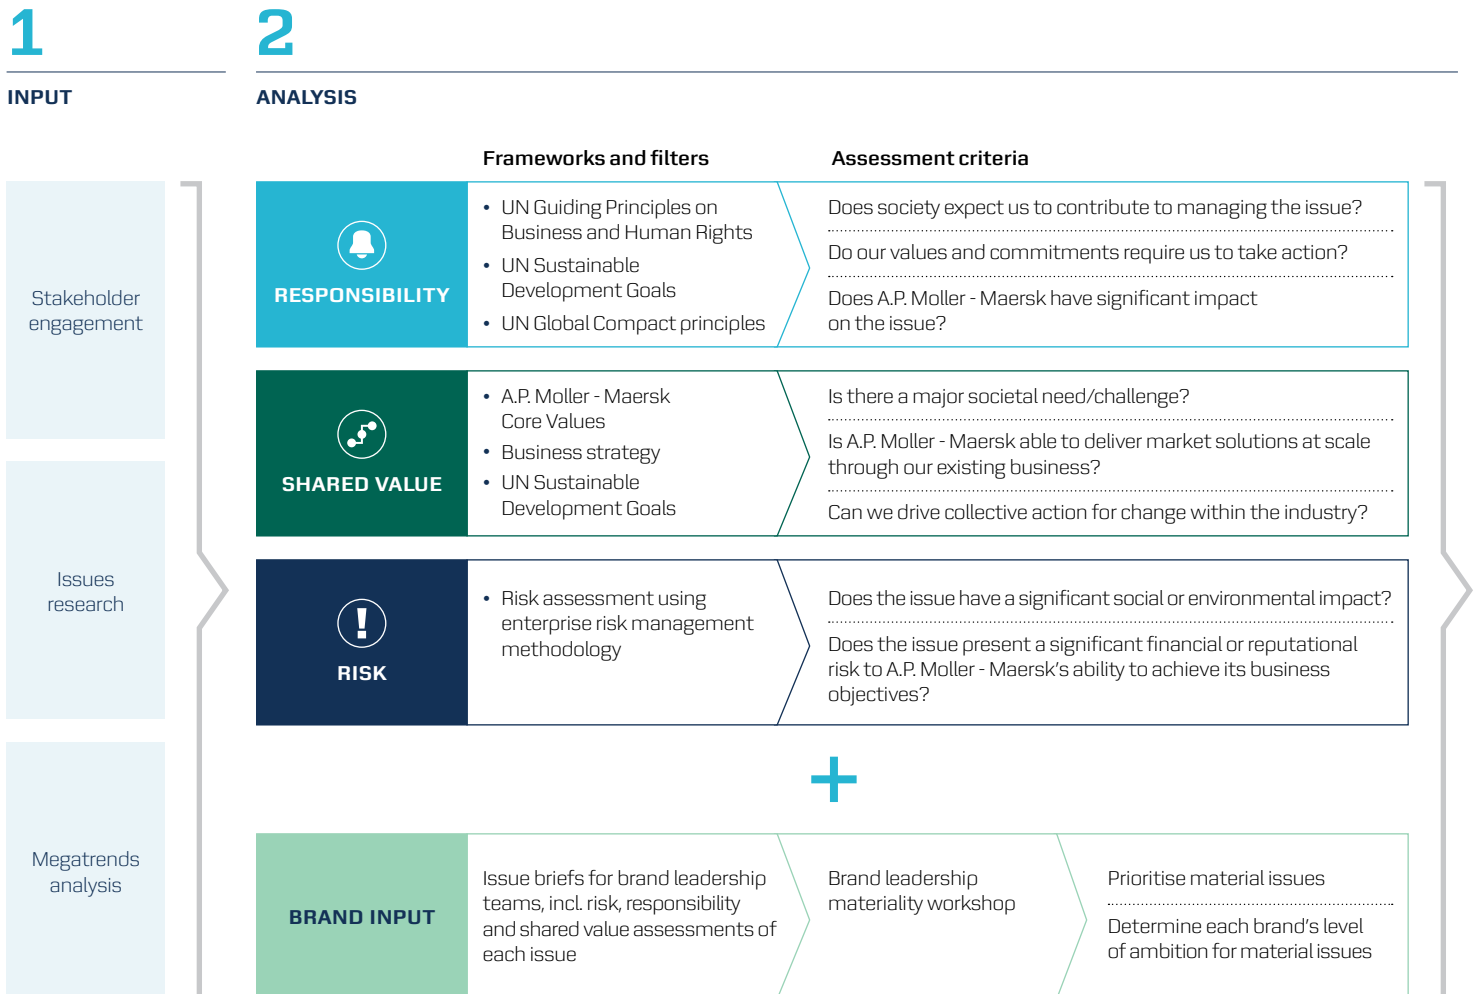 1
INPUT
Stakeholder
engagement
Issues
research
Megatrends
analysis
2
ANALYSIS
Frameworks and filters
Assessment criteria
RESPONSIBILITY
• UN Guiding Principles on
Business and Human Rights
• UN Sustainable
Development Goals
• UN Global Compact principles
Does society expect us to contribute to managing the issue?
Do our values and commitments require us to take action?
Does A.P. Moller - Maersk have significant impact
on the issue?
SHARED VALUE
• A.P. Moller - Maersk
Core Values
• Business strategy
• UN Sustainable
Development Goals
Is there a major societal need/challenge?
Is A.P. Moller - Maersk able to deliver market solutions at scale
through our existing business?
Can we drive collective action for change within the industry?
RISK
• Risk assessment using
enterprise risk management
methodology
Does the issue have a significant social or environmental impact?
Does the issue present a significant financial or reputational
risk to A.P. Moller - Maersk's ability to achieve its business
objectives?
+
BRAND INPUT
Issue briefs for brand leadership
teams, incl. risk, responsibility
and shared value assessments of
each issue
Brand leadership
materiality workshop
Prioritise material issues
Determine each brand's level
of ambition for material issues